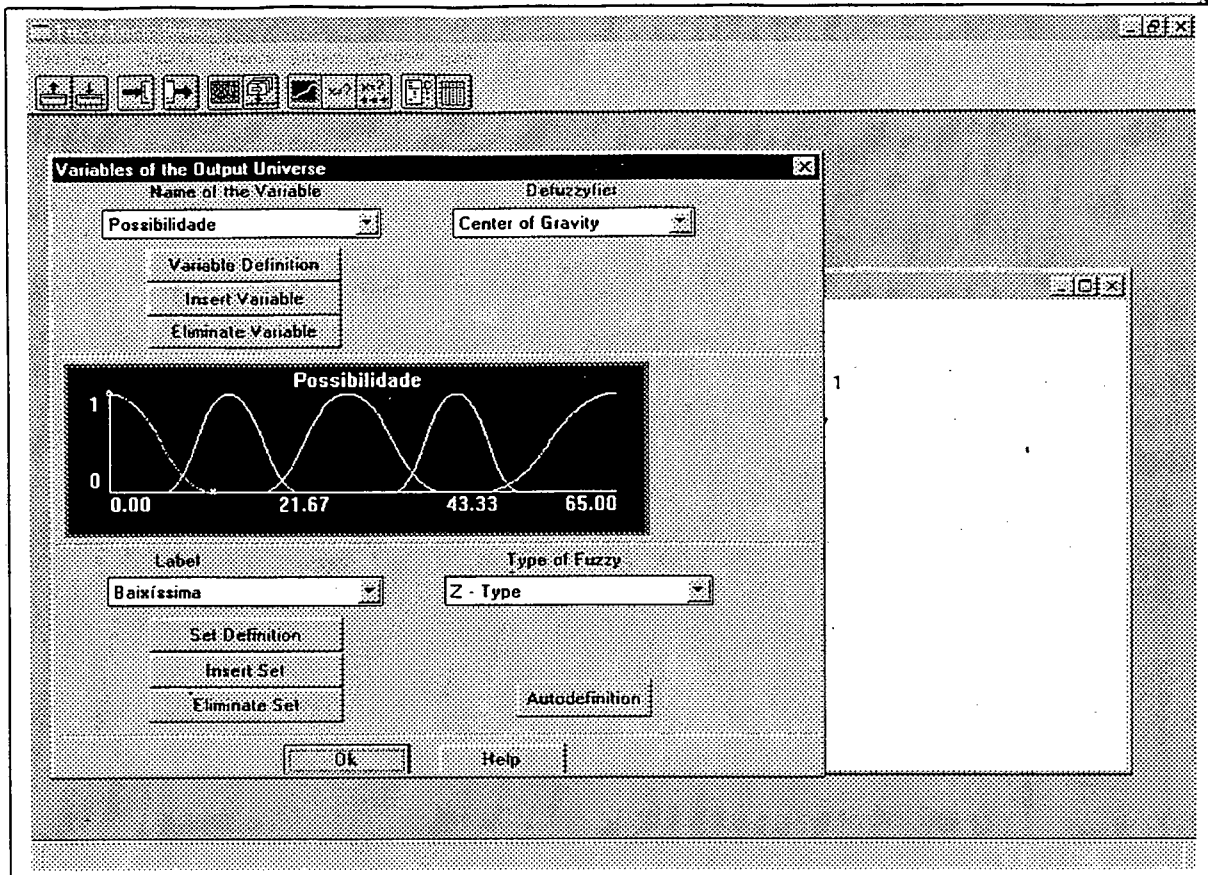 Variables of the Output Universe
Name of the Variable
Defuzzyfier
Possibilidade
Center of Gravity
Variable Definition
Insert Variable
Eliminate Variable
Possibilidade
1
0
0.00 21.67 43.33 65.00
1
Label
Type of Fuzzy
Baixíssima
Z - Type
Set Definition
Insert Set
Eliminate Set
Autodefinition
Ok
Help